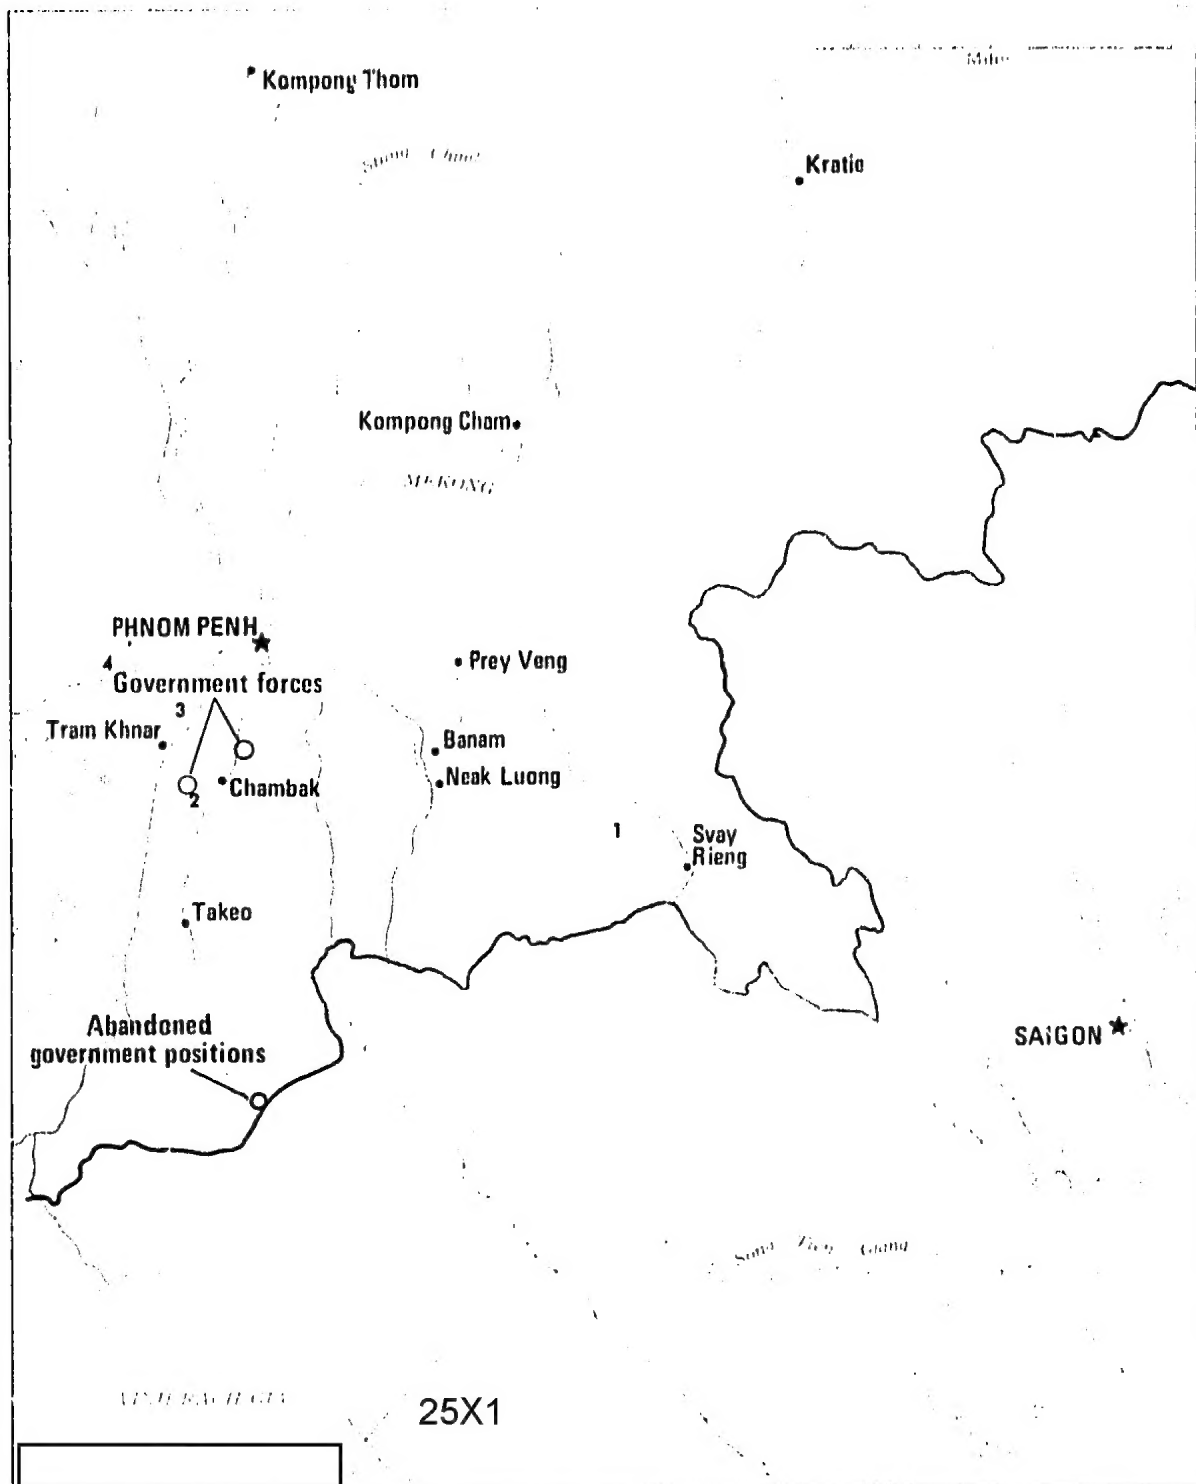 Miles
Kompong Thom
Kratie
Kompong Cham
MEKONG
PHNOM PENH
4
Government forces
3
Tram Khnar
Prey Veng
Banam
Neak Luong
Chambak
2
1
Svay
Rieng
Takeo
Abandoned
government positions
SAIGON
25X1